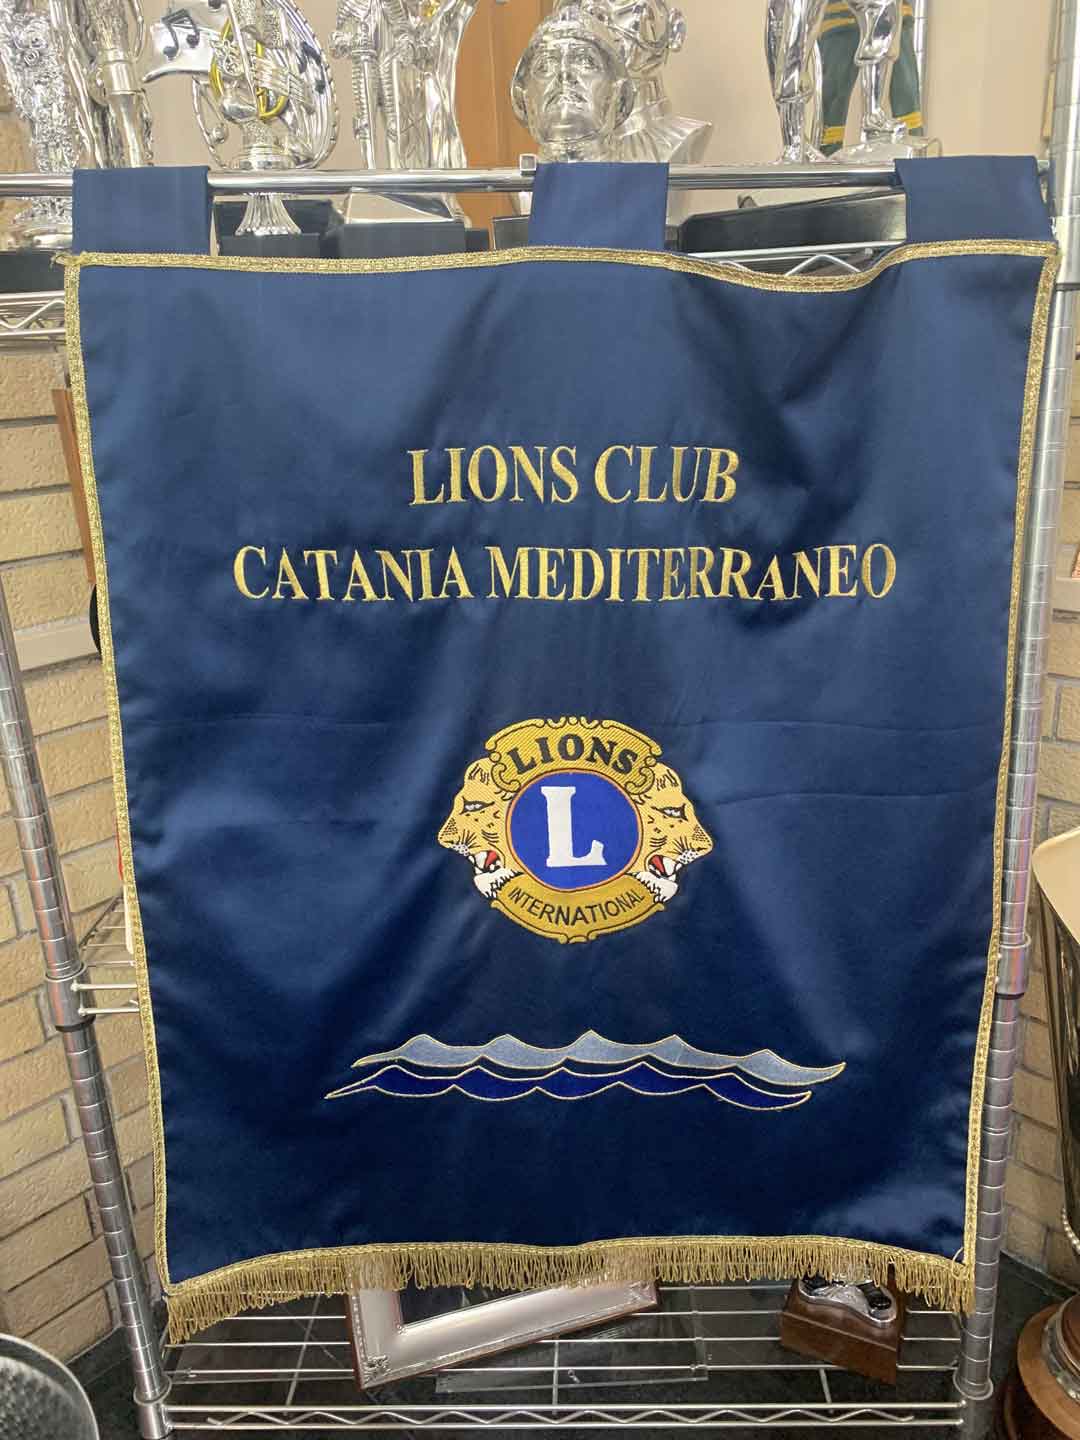 LIONS CLUB
CATANIA MEDITERRANEO
LIONS
L
INTERNATIONAL